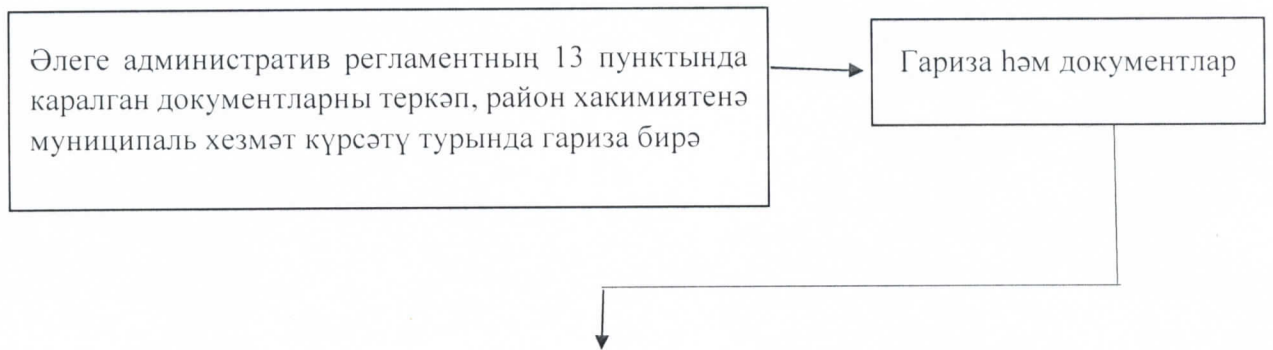 Әлеге административ регламентның 13 пунктында
каралган документларны теркәп, район хакимиятенә
муниципаль хезмәт күрсәтү турында гариза бирә
Гариза һәм документлар